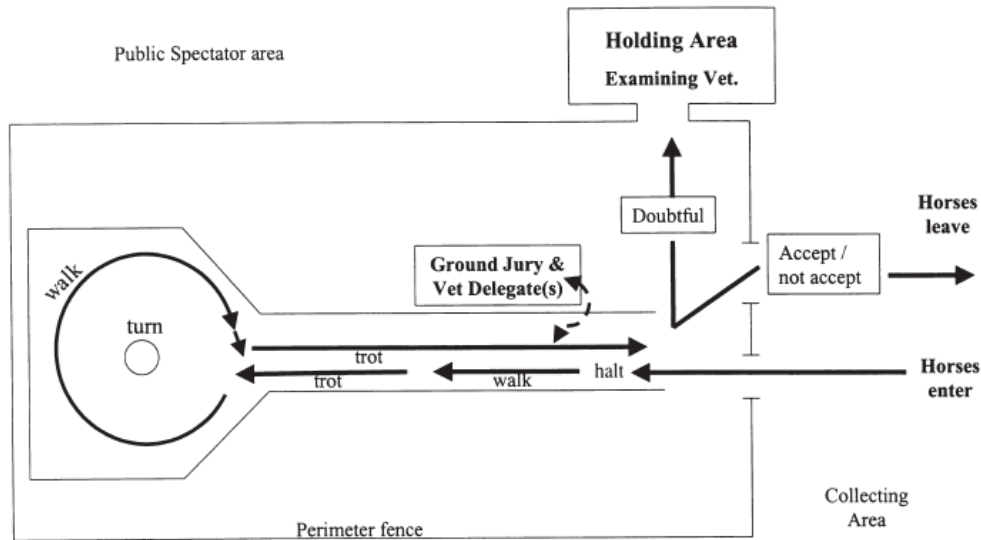 Public Spectator area
Holding Area
Examining Vet.
Doubtful
Horses
leave
Accept /
not accept
Ground Jury &
Vet Delegate(s)
walk
turn
trot
trot
walk
halt
Horses
enter
Collecting
Area
Perimeter fence